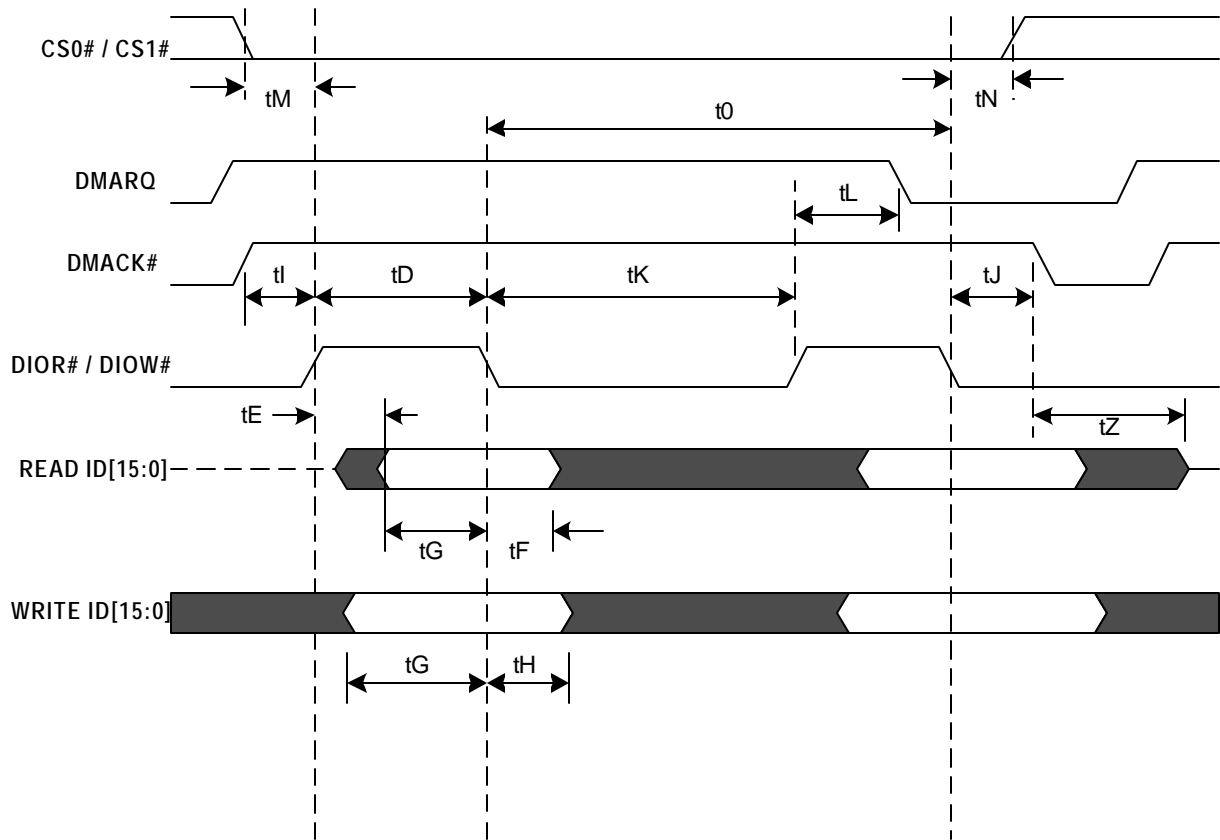 CS0# / CS1#
tM
tN
t0
DMARQ
tL
DMACK#
tI
tD
tK
tJ
DIOR# / DIOW#
tE
tZ
READ ID[15:0]
tG
tF
WRITE ID[15:0]
tG
tH